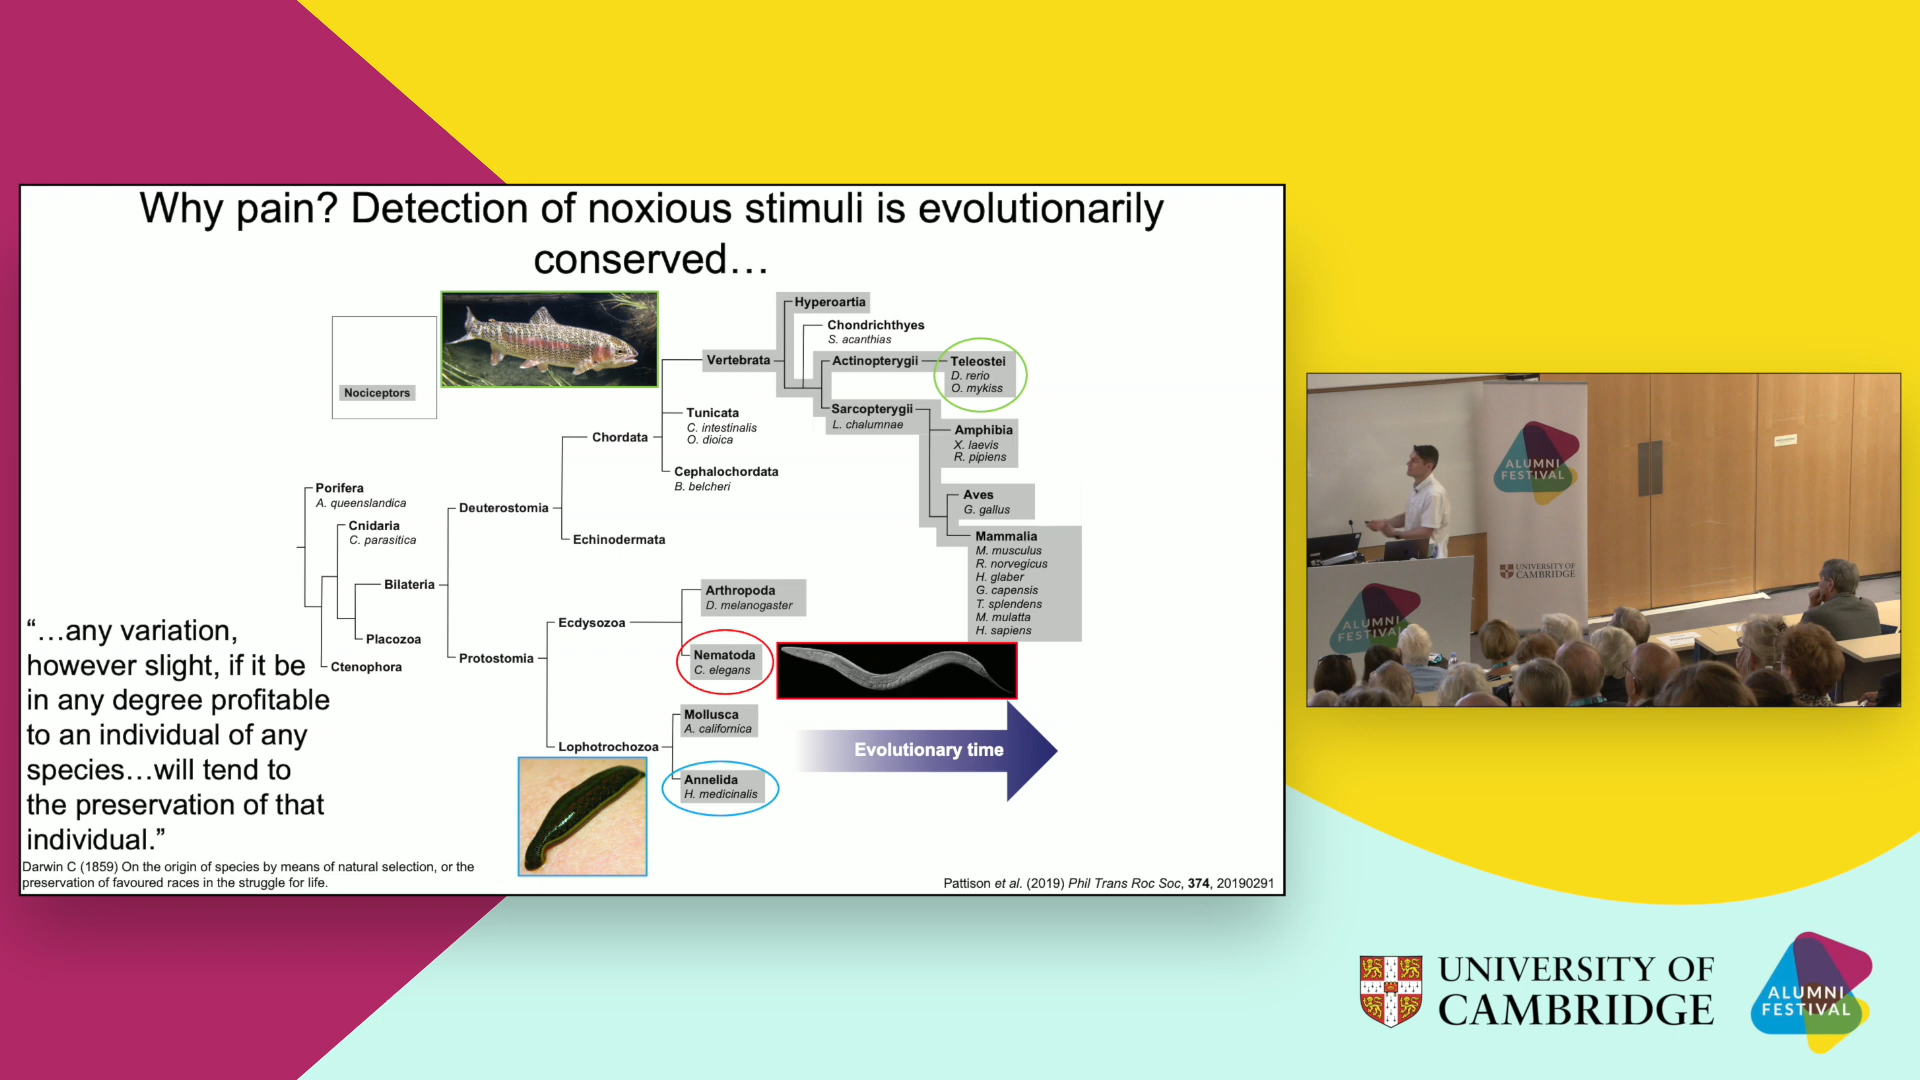 Why pain? Detection of noxious stimuli is evolutionarily
conserved…
Nociceptors
Hyperoartia
Chondrichthyes
S. acanthias
Vertebrata
Actinopterygii
Teleostei
D. rerio
O. mykiss
Sarcopterygii
L. chalumnae
Tunicata
C. intestinalis
O. dioica
Amphibia
X. laevis
R. pipiens
Chordata
Cephalochordata
B. belcheri
Porifera
A. queenslandica
Aves
G. gallus
Deuterostomia
Cnidaria
C. parasitica
Echinodermata
Mammalia
M. musculus
R. norvegicus
H. glaber
G. capensis
T. splendens
M. mulatta
H. sapiens
Bilateria
Arthropoda
D. melanogaster
Ecdysozoa
Placozoa
Protostomia
Nematoda
C. elegans
Ctenophora
Mollusca
A. californica
Lophotrochozoa
Annelida
H. medicinalis
Evolutionary time
“…any variation,
however slight, if it be
in any degree profitable
to an individual of any
species…will tend to
the preservation of that
individual.”
Darwin C (1859) On the origin of species by means of natural selection, or the
preservation of favoured races in the struggle for life.
Pattison et al. (2019) Phil Trans Roc Soc, 374, 20190291
ALUMNI
FESTIVAL
UNIVERSITY OF
CAMBRIDGE
ALUMNI
FESTIVAL
UNIVERSITY OF
CAMBRIDGE
ALUMNI
FESTIVAL